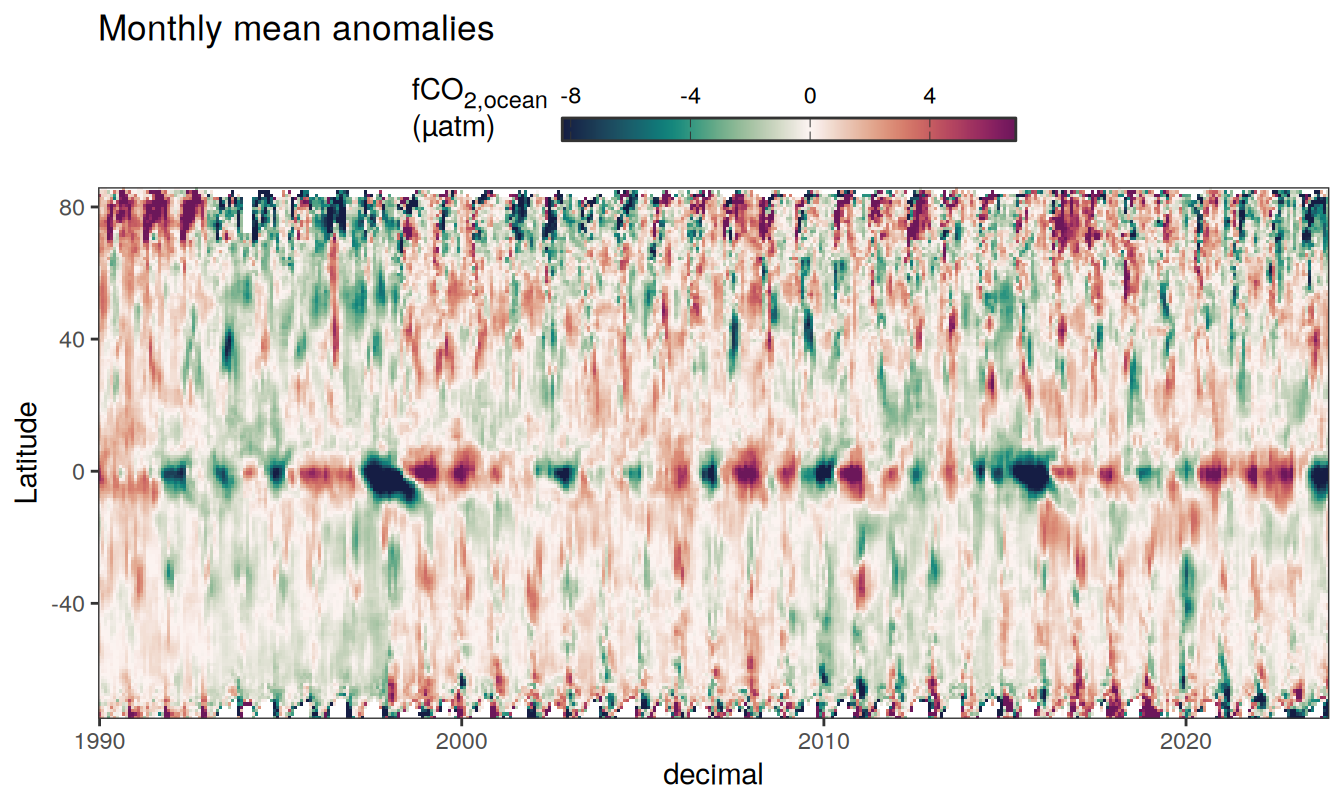 Monthly mean anomalies
fCO2,ocean
(µatm)
-8 -4 0 4
80
40
0
-40
Latitude
1990 2000 2010 2020
decimal